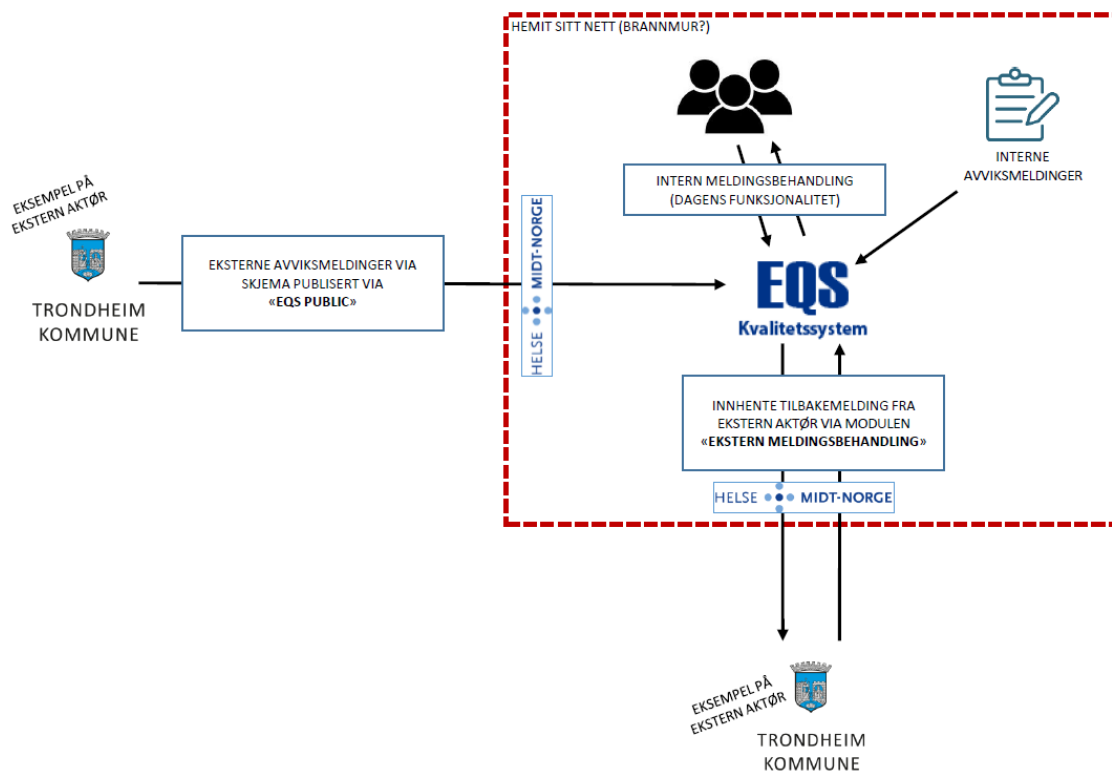 HEMIT SITT NETT (BRANNMUR?)
INTERNE
AVVIKSMELDINGER
INTERN MELDINGSBEHANDLING
(DAGENS FUNKSJONALITET)
EKSEMPEL PÅ
EKSTERN AKTØR
TRONDHEIM
KOMMUNE
EKSTERNE AVVIKSMELDINGER VIA
SKJEMA PUBLISERT VIA
«EQS PUBLIC»
HELSE MIDT-NORGE
EQS
Kvalitetssystem
INNHENTE TILBAKEMELDING FRA
EKSTERN AKTØR VIA MODULEN
«EKSTERN MELDINGSBEHANDLING»
HELSE MIDT-NORGE
EKSEMPEL PÅ
EKSTERN AKTØR
TRONDHEIM
KOMMUNE